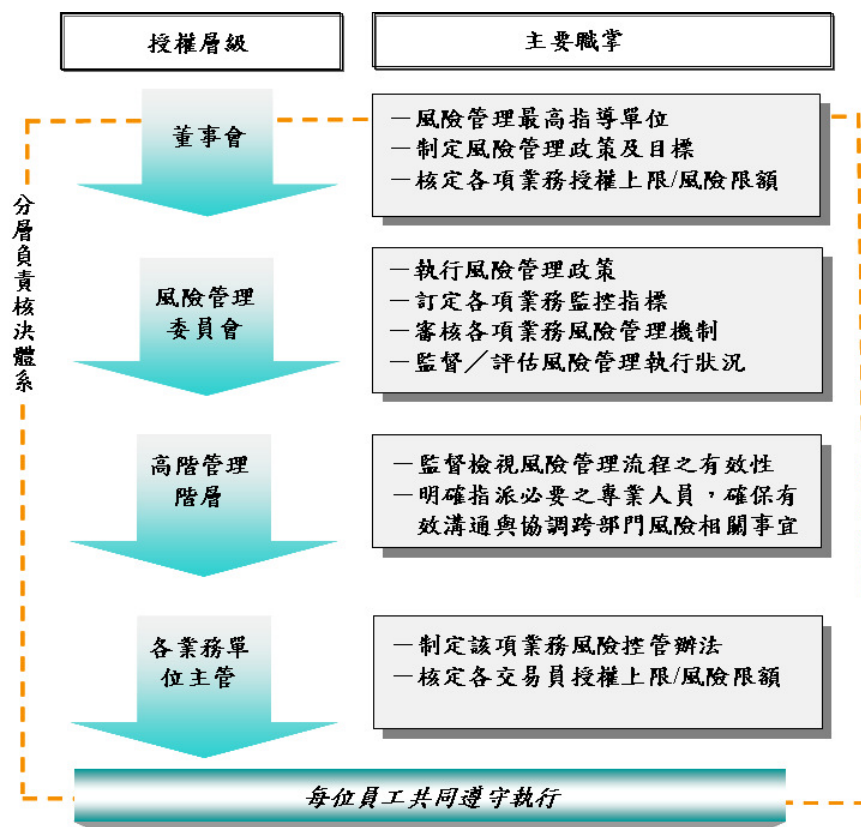 授權層級
主要職掌
董事會
－風險管理最高指導單位
－制定風險管理政策及目標
－核定各項業務授權上限/風險限額
分層負責核決體系
風險管理
委員會
－執行風險管理政策
－訂定各項業務監控指標
－審核各項業務風險管理機制
－監督／評估風險管理執行狀況
高階管理
階層
－監督檢視風險管理流程之有效性
－明確指派必要之專業人員，確保有
效溝通與協調跨部門風險相關事宜
各業務單
位主管
－制定該項業務風險控管辦法
－核定各交易員授權上限/風險限額
每位員工共同遵守執行